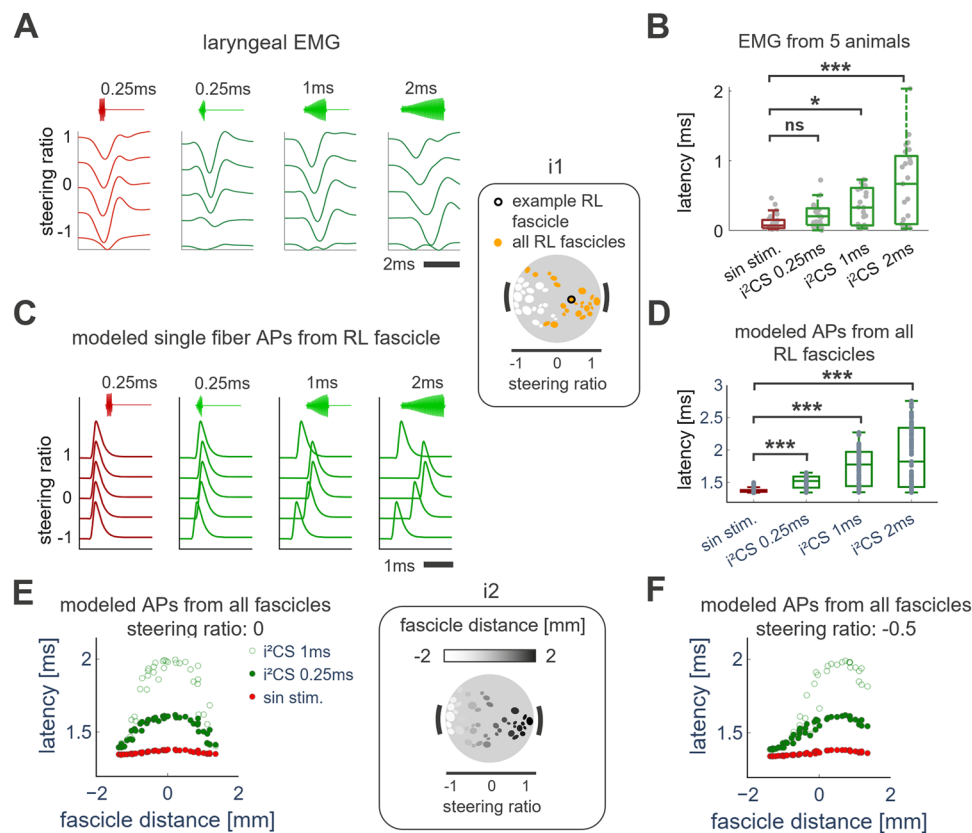 A
laryngeal EMG
0.25ms
0.25ms
1ms
2ms
steering ratio
1
0
-1
2ms
B
EMG from 5 animals
***
*
ns
latency [ms]
2
1
0
sin stim.
i²CS 0.25ms
i²CS 1ms
i²CS 2ms
i1
example RL
fascicle
all RL fascicles
-1 0 1
steering ratio
C
modeled single fiber APs from RL fascicle
0.25ms
0.25ms
1ms
2ms
steering ratio
1
0
-1
1ms
D
modeled APs from all
RL fascicles
***
***
***
latency [ms]
3
2.5
2
1.5
sin stim.
i²CS 0.25ms
i²CS 1ms
i²CS 2ms
E
modeled APs from all fascicles
steering ratio: 0
latency [ms]
2
1.5
i²CS 1ms
i²CS 0.25ms
sin stim.
−2 0 2
fascicle distance [mm]
i2
fascicle distance [mm]
-2 2
-1 0 1
steering ratio
F
modeled APs from all fascicles
steering ratio: -0.5
latency [ms]
2
1.5
−2 0 2
fascicle distance [mm]